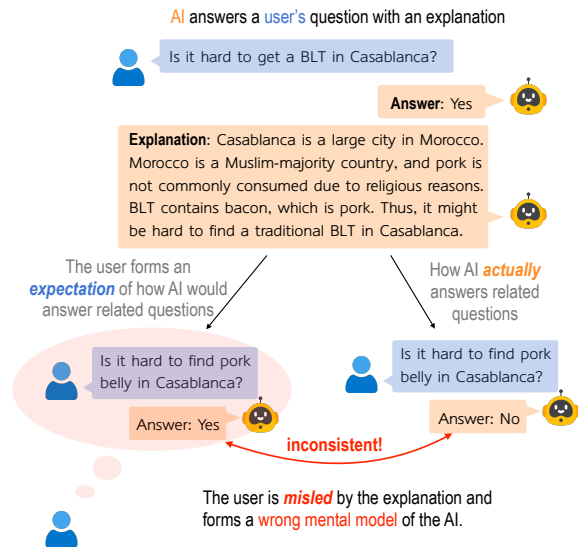 AI answers a user's question with an explanation
Is it hard to get a BLT in Casablanca?
Answer: Yes
Explanation: Casablanca is a large city in Morocco.
Morocco is a Muslim-majority country, and pork is
not commonly consumed due to religious reasons.
BLT contains bacon, which is pork. Thus, it might
be hard to find a traditional BLT in Casablanca.
The user forms an
expectation of how AI would
answer related questions
How AI actually
answers related
questions
Is it hard to find pork
belly in Casablanca?
Answer: Yes
Is it hard to find pork
belly in Casablanca?
Answer: No
inconsistent!
The user is misled by the explanation and
forms a wrong mental model of the AI.